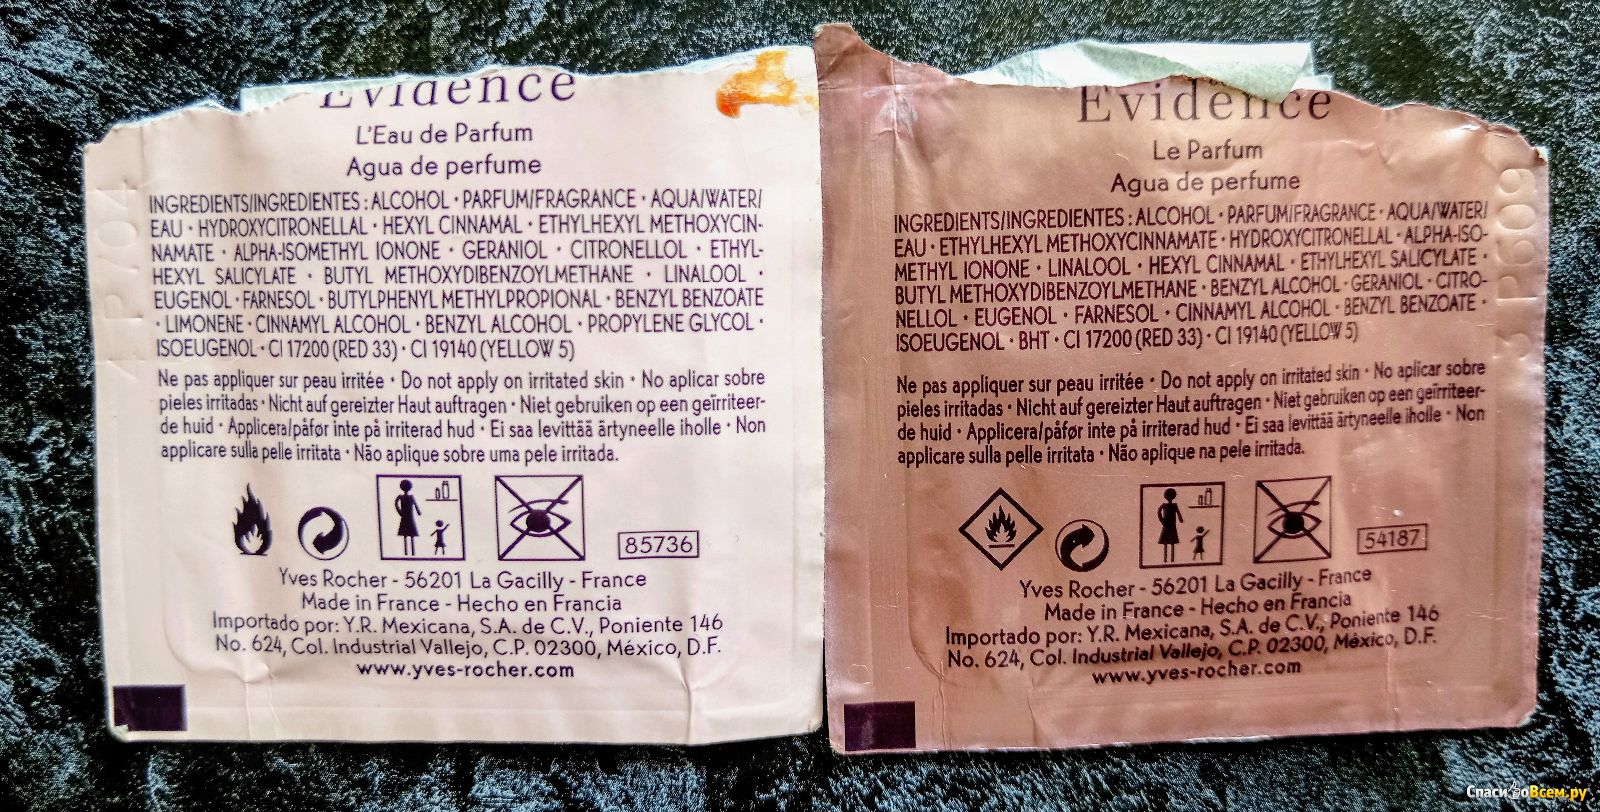 Evidence
L'Eau de Parfum
Agua de perfume
INGREDIENTS/INGREDIENTES : ALCOHOL · PARFUM/FRAGRANCE · AQUA/WATER/
EAU · HYDROXYCITRONELLAL · HEXYL CINNAMAL · ETHYLHEXYL METHOXYCIN-
NAMATE · ALPHA-ISOMETHYL IONONE · GERANIOL · CITRONELLOL · ETHYL-
HEXYL SALICYLATE · BUTYL METHOXYDIBENZOYLMETHANE · LINALOOL ·
EUGENOL · FARNESOL · BUTYLPHENYL METHYLPROPIONAL · BENZYL BENZOATE
· LIMONENE · CINNAMYL ALCOHOL · BENZYL ALCOHOL · PROPYLENE GLYCOL ·
ISOEUGENOL · CI 17200 (RED 33) · CI 19140 (YELLOW 5)
Ne pas appliquer sur peau irritée · Do not apply on irritated skin · No aplicar sobre
pieles irritadas · Nicht auf gereizter Haut auftragen · Niet gebruiken op een geïrriteer-
de huid · Applicera/påfør inte på irriterad hud · Ei saa levittää ärtyneelle iholle · Non
applicare sulla pelle irritata · Não aplique sobre uma pele irritada.
85736
Yves Rocher - 56201 La Gacilly - France
Made in France - Hecho en Francia
Importado por: Y.R. Mexicana, S.A. de C.V., Poniente 146
No. 624, Col. Industrial Vallejo, C.P. 02300, México, D.F.
www.yves-rocher.com
Evidence
Le Parfum
Agua de perfume
INGREDIENTS/INGREDIENTES : ALCOHOL · PARFUM/FRAGRANCE · AQUA/WATER/
EAU · ETHYLHEXYL METHOXYCINNAMATE · HYDROXYCITRONELLAL · ALPHA-ISO-
METHYL IONONE · LINALOOL · HEXYL CINNAMAL · ETHYLHEXYL SALICYLATE ·
BUTYL METHOXYDIBENZOYLMETHANE · BENZYL ALCOHOL · GERANIOL · CITRO-
NELLOL · EUGENOL · FARNESOL · CINNAMYL ALCOHOL · BENZYL BENZOATE ·
ISOEUGENOL · BHT · CI 17200 (RED 33) · CI 19140 (YELLOW 5)
Ne pas appliquer sur peau irritée · Do not apply on irritated skin · No aplicar sobre
pieles irritadas · Nicht auf gereizter Haut auftragen · Niet gebruiken op een geïrriteer-
de huid · Applicera/påfør inte på irriterad hud · Ei saa levittää ärtyneelle iholle · Non
applicare sulla pelle irritata · Não aplique na pele irritada.
54187
Yves Rocher - 56201 La Gacilly - France
Made in France - Hecho en Francia
Importado por: Y.R. Mexicana, S.A. de C.V., Poniente 146
No. 624, Col. Industrial Vallejo, C.P. 02300, México, D.F.
www.yves-rocher.com
СпасиДоВсем.ру